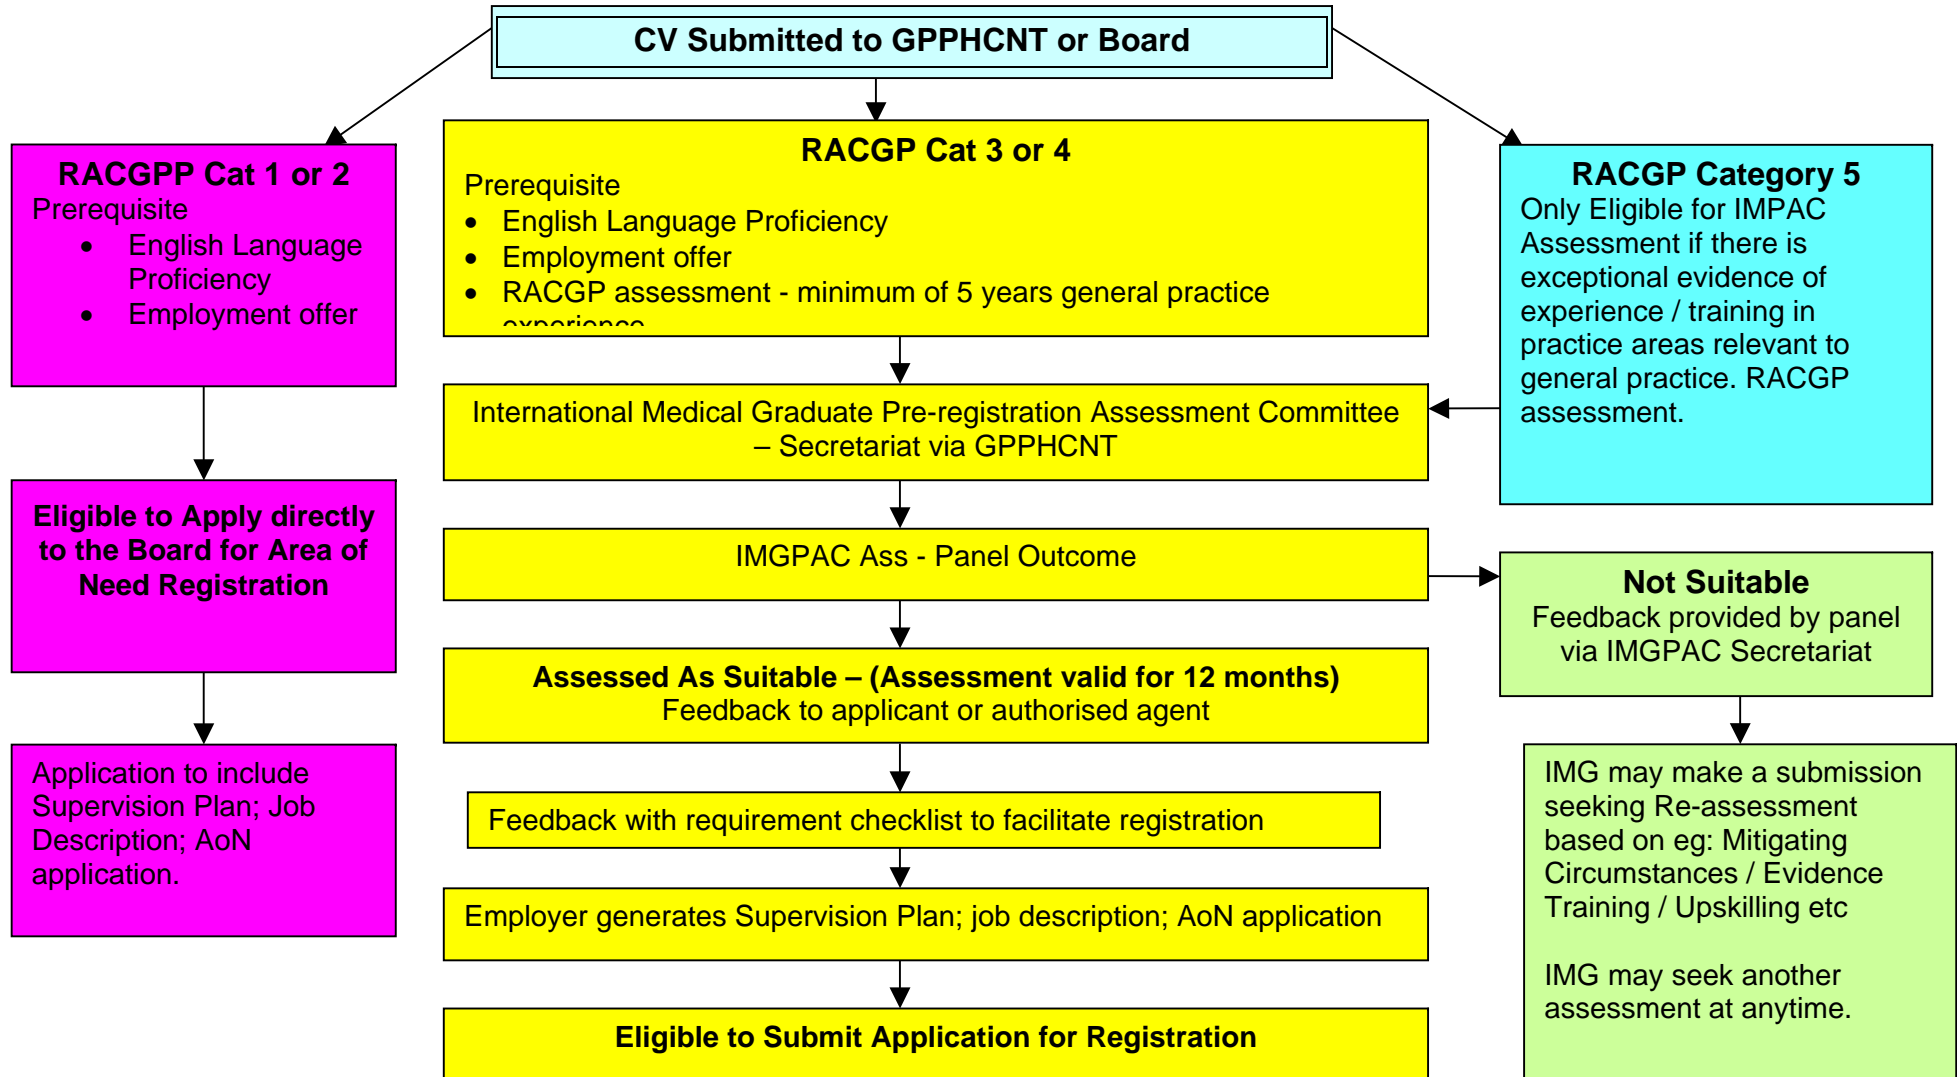 CV Submitted to GPPHCNT or Board
RACGPP Cat 1 or 2
Prerequisite
• English Language
Proficiency
• Employment offer
RACGP Cat 3 or 4
Prerequisite
• English Language Proficiency
• Employment offer
• RACGP assessment - minimum of 5 years general practice
experience
RACGP Category 5
Only Eligible for IMPAC
Assessment if there is
exceptional evidence of
experience / training in
practice areas relevant to
general practice. RACGP
assessment.
International Medical Graduate Pre-registration Assessment Committee
– Secretariat via GPPHCNT
Eligible to Apply directly
to the Board for Area of
Need Registration
IMGPAC Ass - Panel Outcome
Not Suitable
Feedback provided by panel
via IMGPAC Secretariat
Assessed As Suitable – (Assessment valid for 12 months)
Feedback to applicant or authorised agent
Application to include
Supervision Plan; Job
Description; AoN
application.
Feedback with requirement checklist to facilitate registration
IMG may make a submission
seeking Re-assessment
based on eg: Mitigating
Circumstances / Evidence
Training / Upskilling etc
IMG may seek another
assessment at anytime.
Employer generates Supervision Plan; job description; AoN application
Eligible to Submit Application for Registration